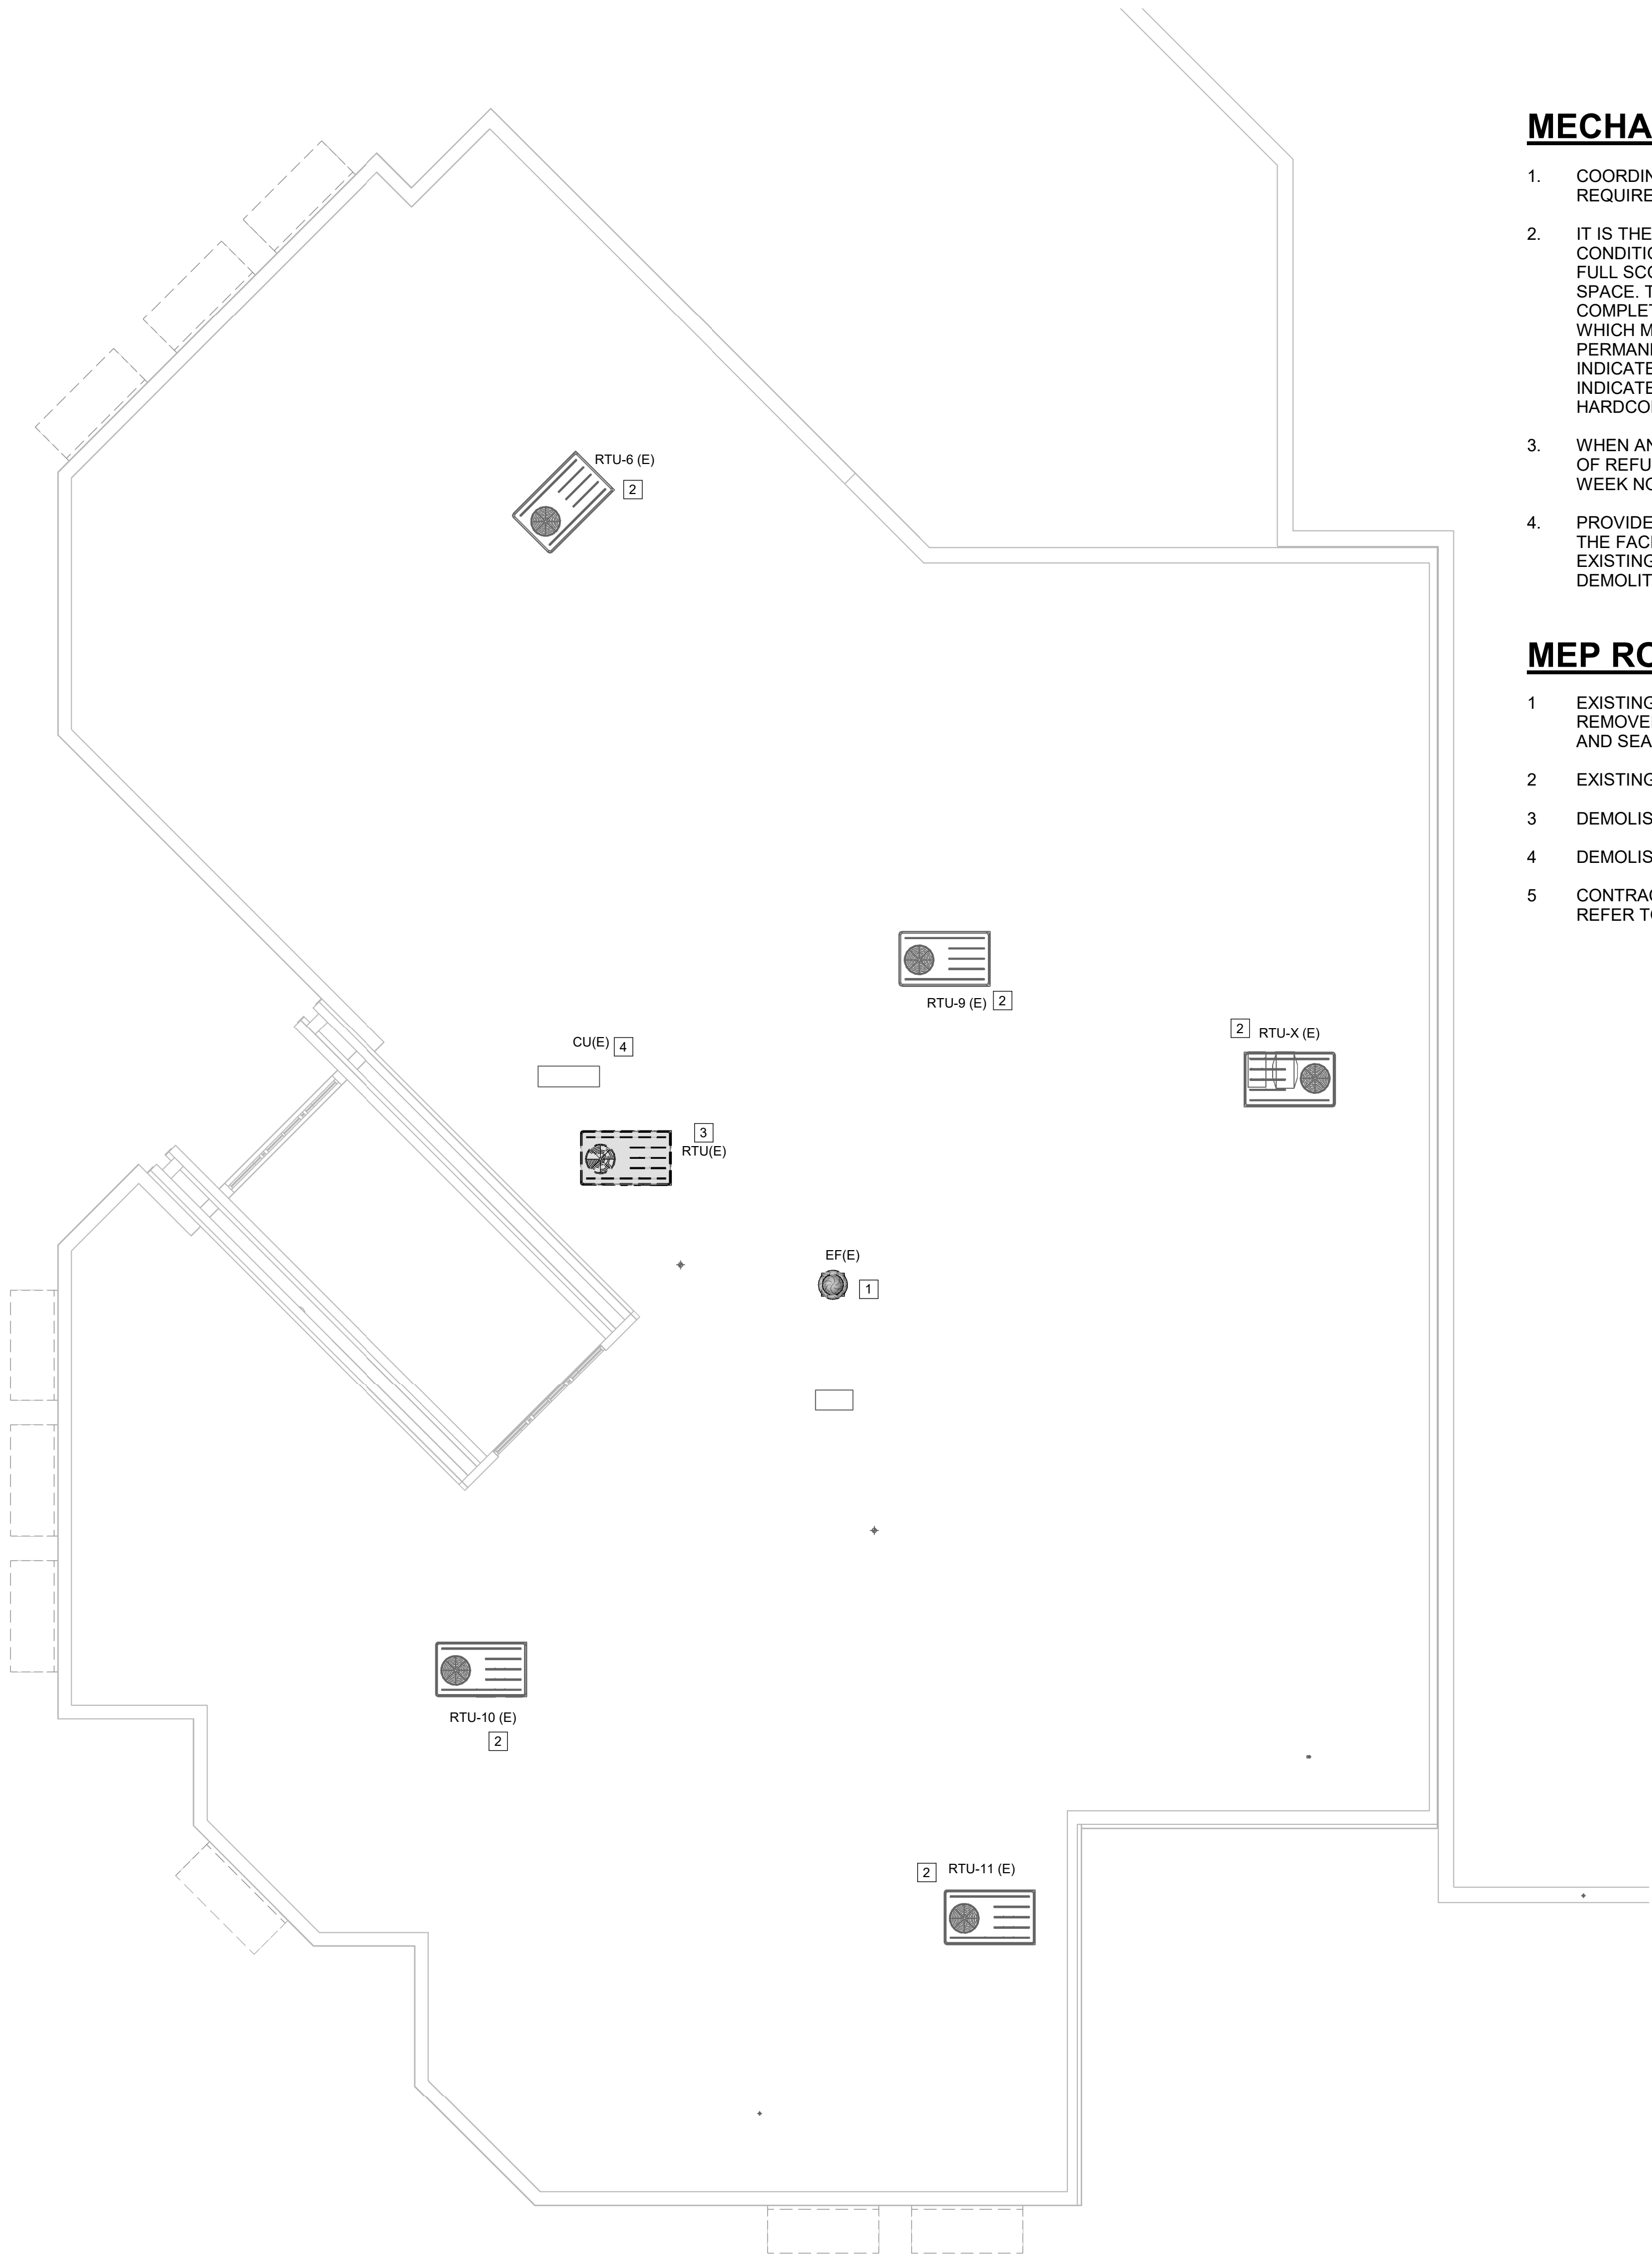 MECHA
1. COORDIN
REQUIRE
2. IT IS THE
CONDITIO
FULL SCO
SPACE. T
COMPLET
WHICH M
PERMAN
INDICATE
INDICATE
HARDCO
3. WHEN AN
OF REFU
WEEK NO
4. PROVIDE
THE FACI
EXISTING
DEMOLIT
MEP RO
1 EXISTING
REMOVE
AND SEA
2 EXISTING
3 DEMOLIS
4 DEMOLIS
5 CONTRAC
REFER TO
RTU-6 (E)
2
RTU-9 (E) 2
2 RTU-X (E)
CU(E) 4
3
RTU(E)
EF(E)
1
RTU-10 (E)
2
2 RTU-11 (E)